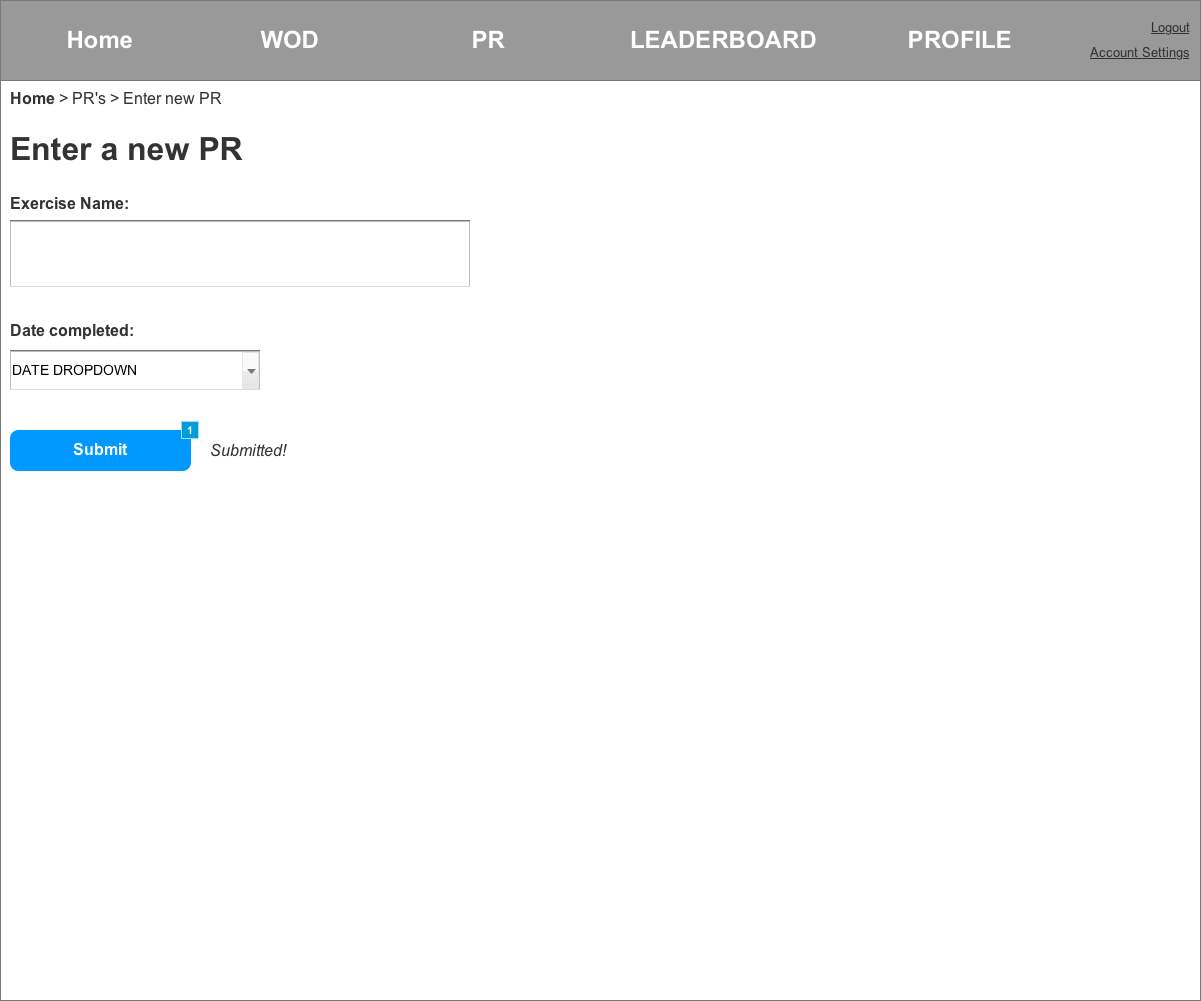 Home WOD PR LEADERBOARD PROFILE Logout
Account Settings
Home > PR's > Enter new PR
Enter a new PR
Exercise Name:
Date completed:
DATE DROPDOWN
1
Submit Submitted!